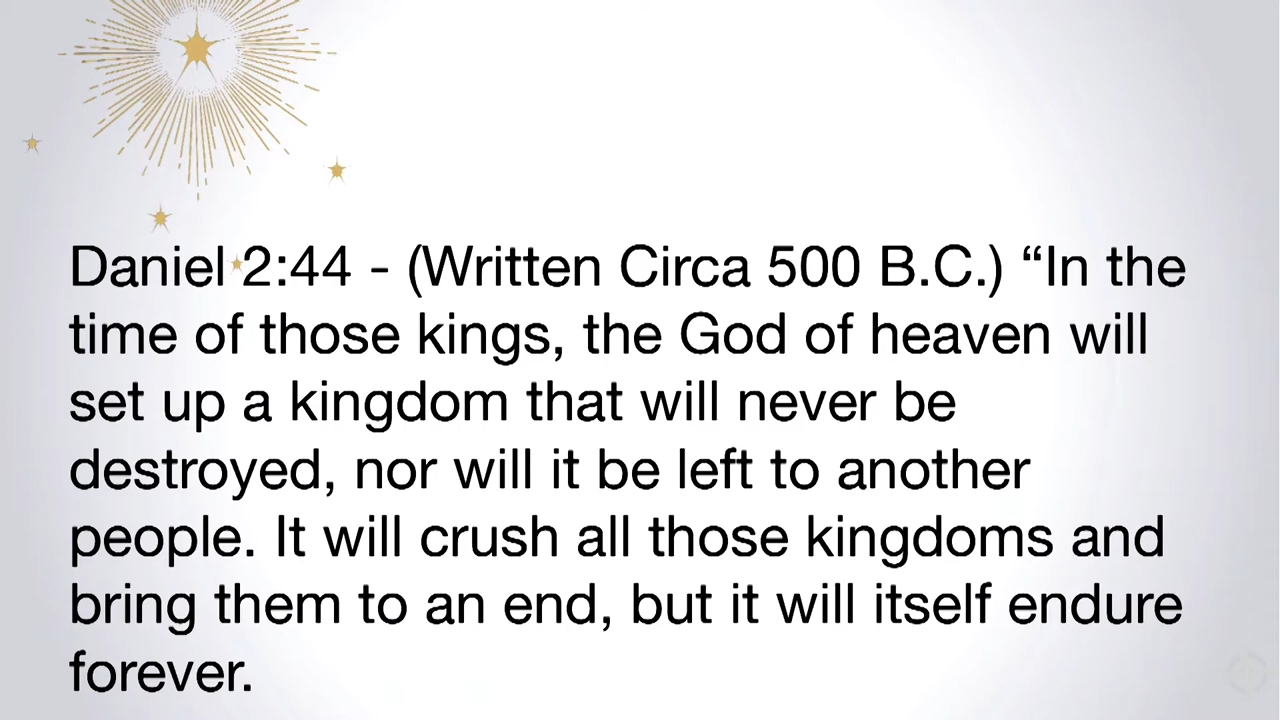 Daniel 2:44 - (Written Circa 500 B.C.) “In the
time of those kings, the God of heaven will
set up a kingdom that will never be
destroyed, nor will it be left to another
people. It will crush all those kingdoms and
bring them to an end, but it will itself endure
forever.